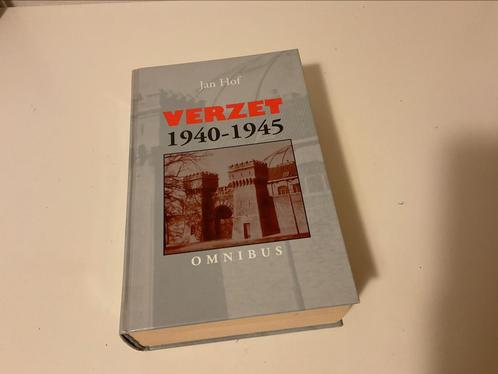 Jan Hof
VERZET
1940-1945
OMNIBUS